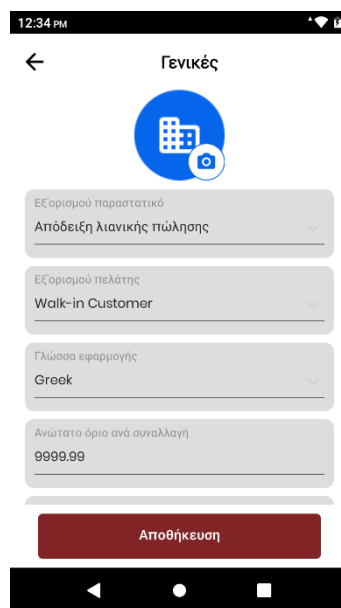 12:34 PM
Γενικές
Εξ'ορισμού παραστατικό
Απόδειξη λιανικής πώλησης
Εξ'ορισμού πελάτης
Walk-in Customer
Γλώσσα εφαρμογής
Greek
Ανώτατο όριο ανά συναλλαγή
9999.99
Αποθήκευση